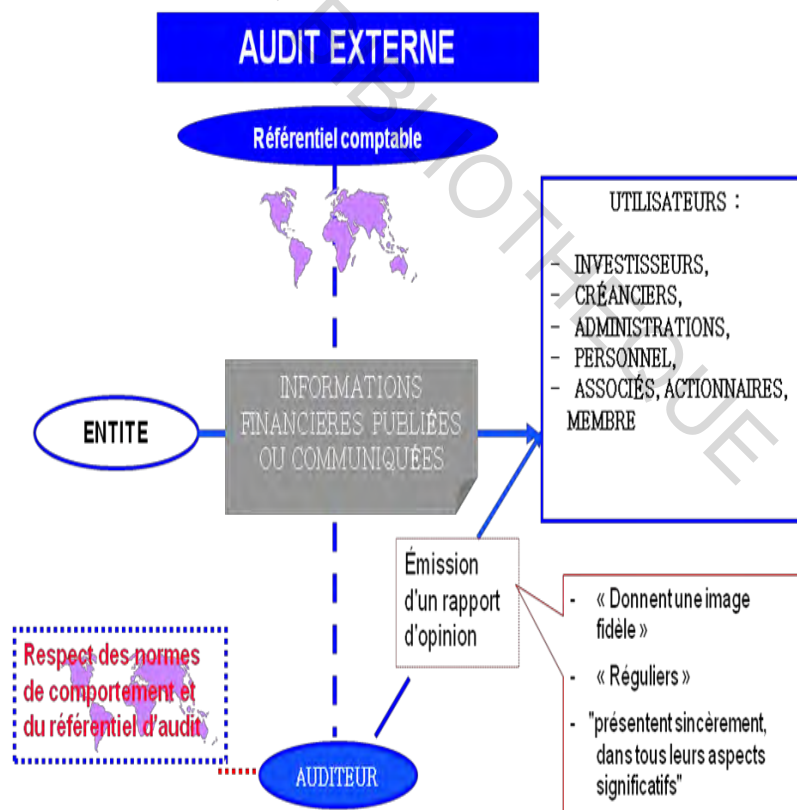 AUDIT EXTERNE
Référentiel comptable
BIBLIOTHEQUE
UTILISATEURS :
- INVESTISSEURS,
- CRÉANCIERS,
- ADMINISTRATIONS,
- PERSONNEL,
- ASSOCIÉS, ACTIONNAIRES,
MEMBRE
ENTITE
INFORMATIONS
FINANCIERES PUBLIÉES
OU COMMUNIQUÉES
Émission
d'un rapport
d'opinion
- « Donnent une image
fidèle »
- « Réguliers »
- "présentent sincèrement,
dans tous leurs aspects
significatifs"
Respect des normes
de comportement et
du référentiel d'audit
AUDITEUR